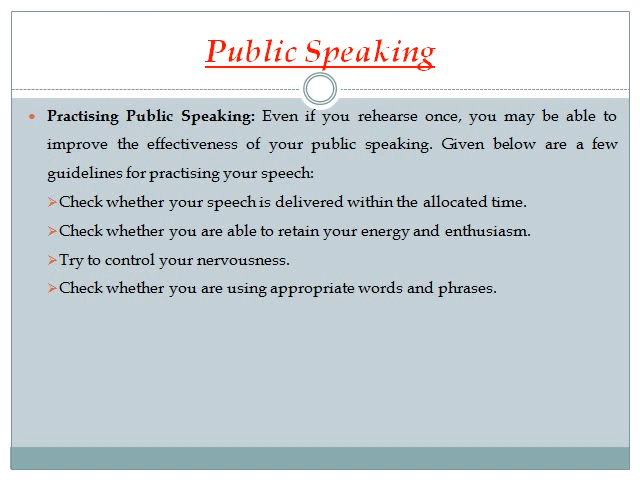 Public Speaking
• Practising Public Speaking: Even if you rehearse once, you may be able to
improve the effectiveness of your public speaking. Given below are a few
guidelines for practising your speech:
➢Check whether your speech is delivered within the allocated time.
➢Check whether you are able to retain your energy and enthusiasm.
➢Try to control your nervousness.
➢Check whether you are using appropriate words and phrases.